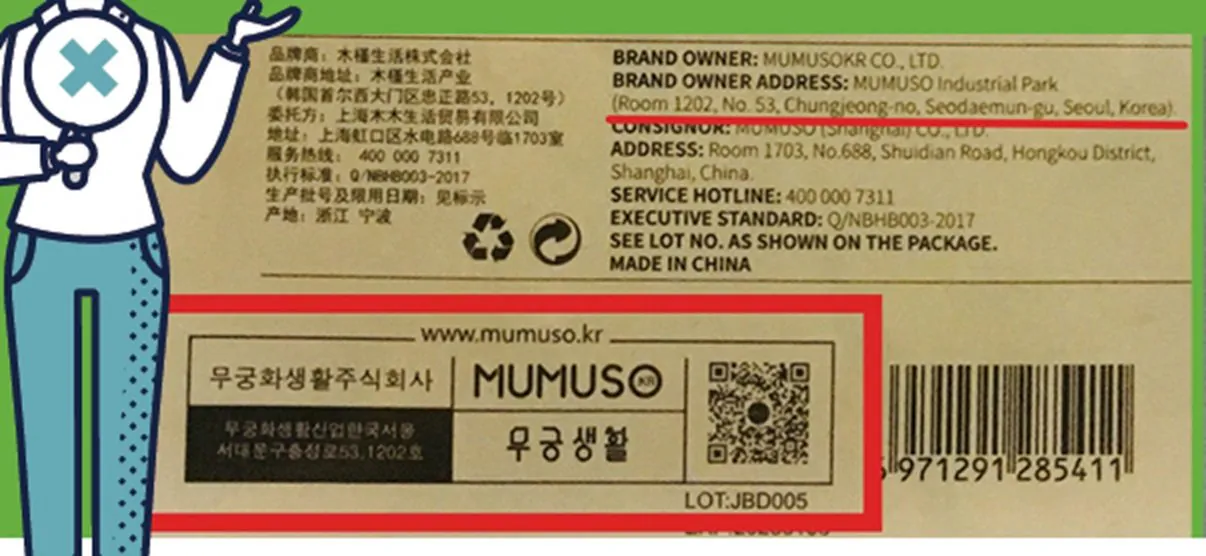 品牌商：木槿生活株式会社
品牌商地址：木槿生活产业
（韩国首尔西大门区忠正路53，1202号）
委托方：上海木木生活贸易有限公司
地址：上海虹口区水电路688号临1703室
服务热线：400 000 7311
执行标准：Q/NBHB003-2017
生产批号及限用日期：见标示
产地：浙江 宁波
BRAND OWNER: MUMUSOKR CO., LTD.
BRAND OWNER ADDRESS: MUMUSO Industrial Park
(Room 1202, No. 53, Chungjeong-no, Seodaemun-gu, Seoul, Korea).
CONSIGNOR: MUMUSO (Shanghai) CO., LTD.
ADDRESS: Room 1703, No.688, Shuidian Road, Hongkou District,
Shanghai, China.
SERVICE HOTLINE: 400 000 7311
EXECUTIVE STANDARD: Q/NBHB003-2017
SEE LOT NO. AS SHOWN ON THE PACKAGE.
MADE IN CHINA
www.mumuso.kr
무궁화생활주식회사
무궁화생활산업한국서울
서대문구충정로53,1202호
MUMUSO KR
무궁생활
LOT:JBD005
971291 285411